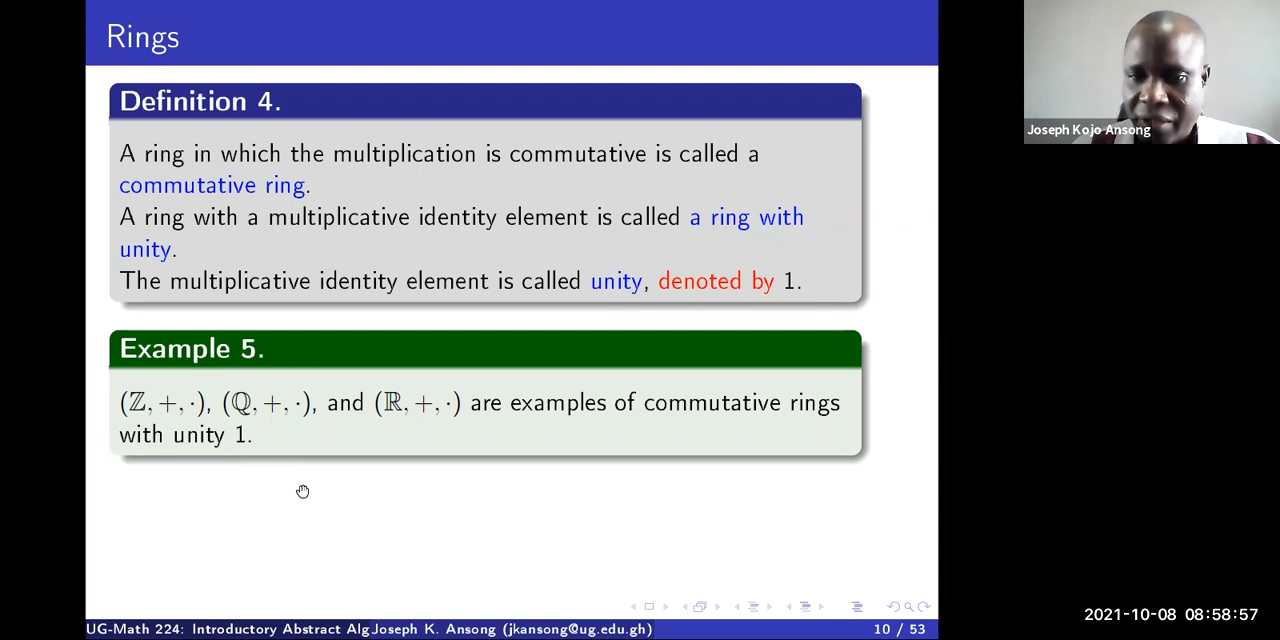 Rings
Definition 4.
A ring in which the multiplication is commutative is called a
commutative ring.
A ring with a multiplicative identity element is called a ring with
unity.
The multiplicative identity element is called unity, denoted by 1.
Example 5.
(ℤ, +, ·), (ℚ, +, ·), and (ℝ, +, ·) are examples of commutative rings
with unity 1.
UG-Math 224: Introductory Abstract Alg Joseph K. Ansong (jkansong@ug.edu.gh) 10 / 53
Joseph Kojo Ansong
2021-10-08 08:58:57